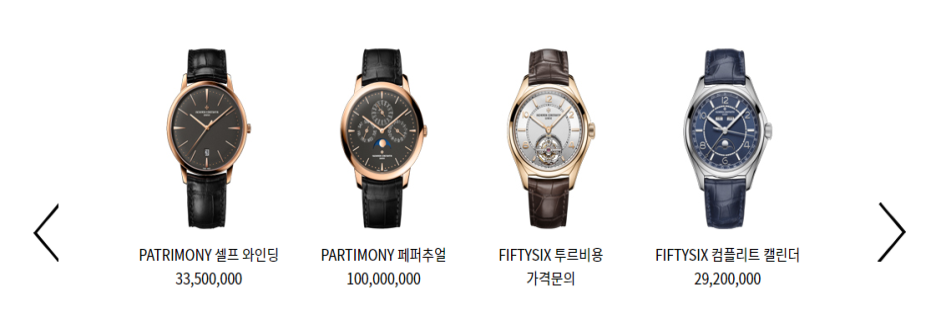 PATRIMONY 셀프 와인딩
33,500,000
PARTIMONY 페퍼추얼
100,000,000
FIFTYSIX 투르비용
가격문의
FIFTYSIX 컴플리트 캘린더
29,200,000